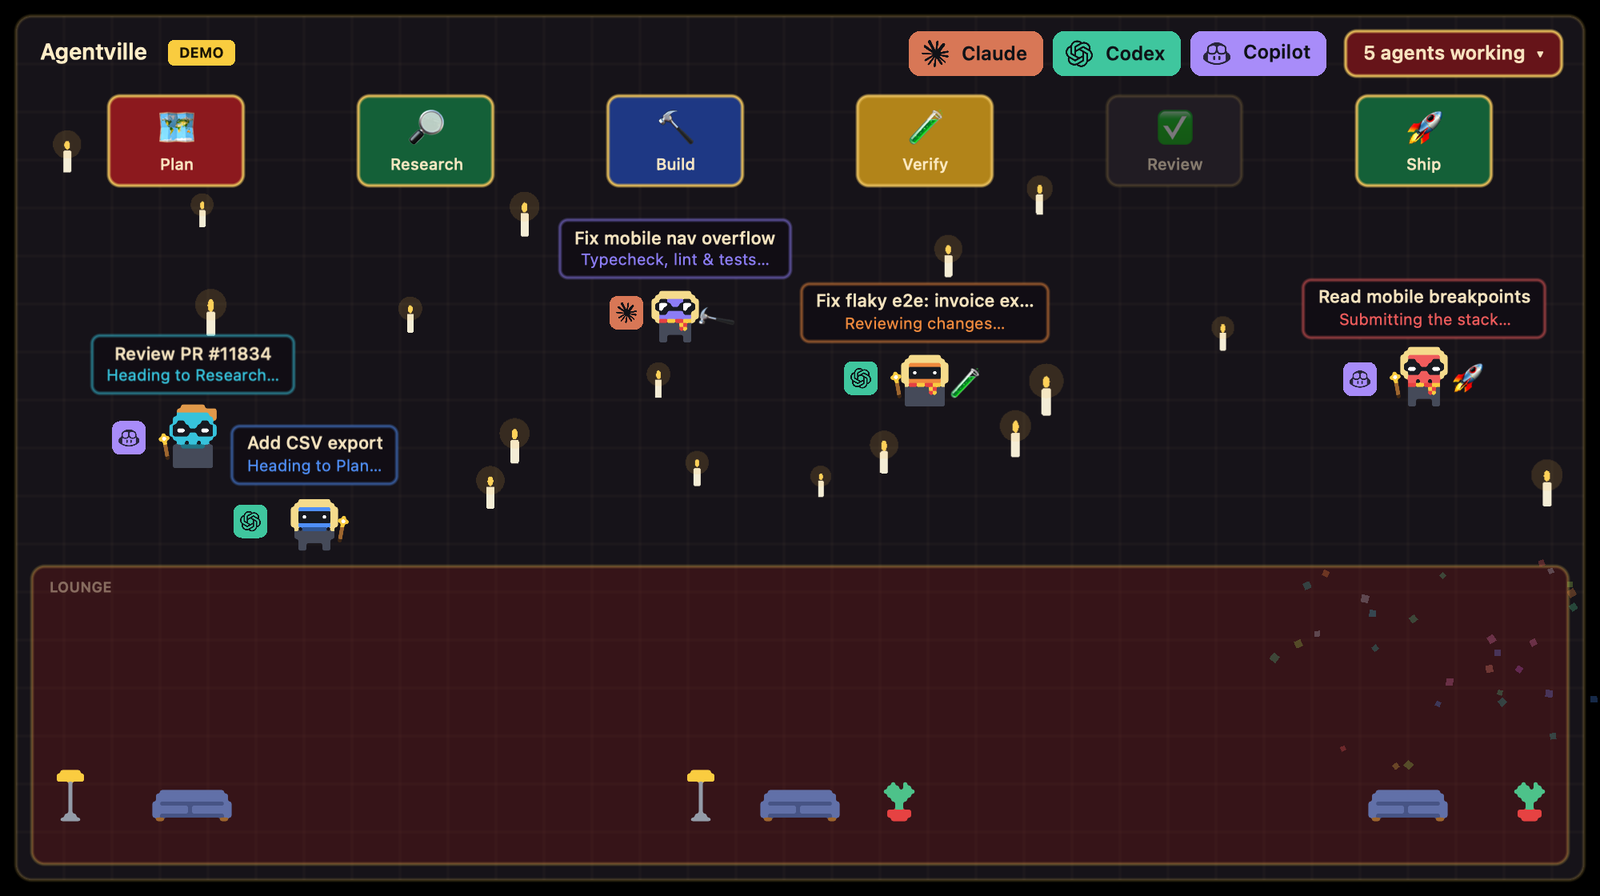 Agentville
DEMO
Claude
Codex
Copilot
5 agents working
Plan
Research
Build
Verify
Review
Ship
Fix mobile nav overflow
Typecheck, lint & tests...
Fix flaky e2e: invoice ex...
Reviewing changes...
Read mobile breakpoints
Submitting the stack...
Review PR #11834
Heading to Research...
Add CSV export
Heading to Plan...
LOUNGE